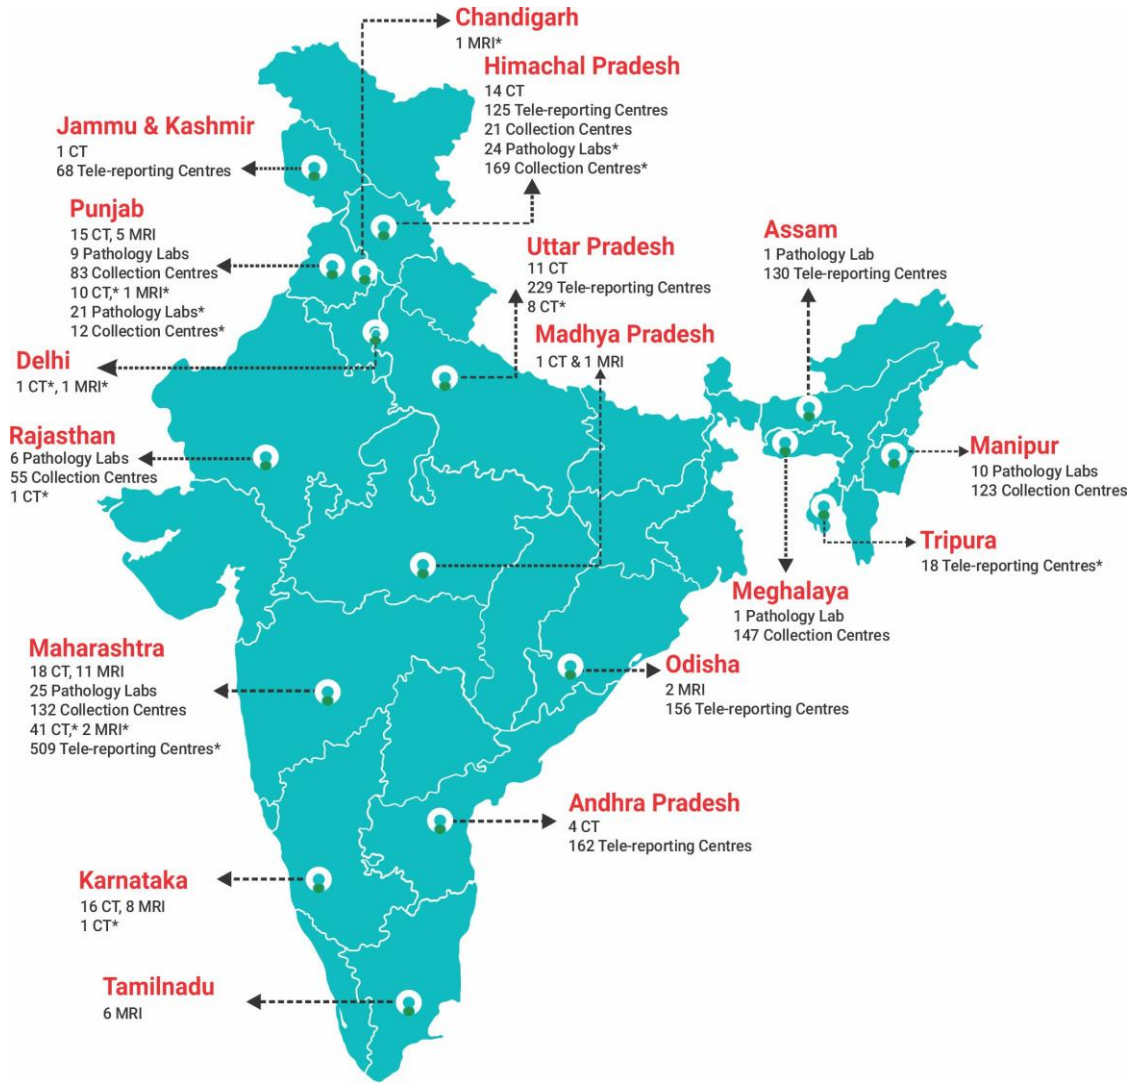 Chandigarh
1 MRI*
Himachal Pradesh
14 CT
125 Tele-reporting Centres
21 Collection Centres
24 Pathology Labs*
169 Collection Centres*
Jammu & Kashmir
1 CT
68 Tele-reporting Centres
Punjab
15 CT, 5 MRI
9 Pathology Labs
83 Collection Centres
10 CT,* 1 MRI*
21 Pathology Labs*
12 Collection Centres*
Uttar Pradesh
11 CT
229 Tele-reporting Centres
8 CT*
Assam
1 Pathology Lab
130 Tele-reporting Centres
Madhya Pradesh
1 CT & 1 MRI
Delhi
1 CT*, 1 MRI*
Rajasthan
6 Pathology Labs
55 Collection Centres
1 CT*
Manipur
10 Pathology Labs
123 Collection Centres
Tripura
18 Tele-reporting Centres*
Meghalaya
1 Pathology Lab
147 Collection Centres
Maharashtra
18 CT, 11 MRI
25 Pathology Labs
132 Collection Centres
41 CT,* 2 MRI*
509 Tele-reporting Centres*
Odisha
2 MRI
156 Tele-reporting Centres
Andhra Pradesh
4 CT
162 Tele-reporting Centres
Karnataka
16 CT, 8 MRI
1 CT*
Tamilnadu
6 MRI